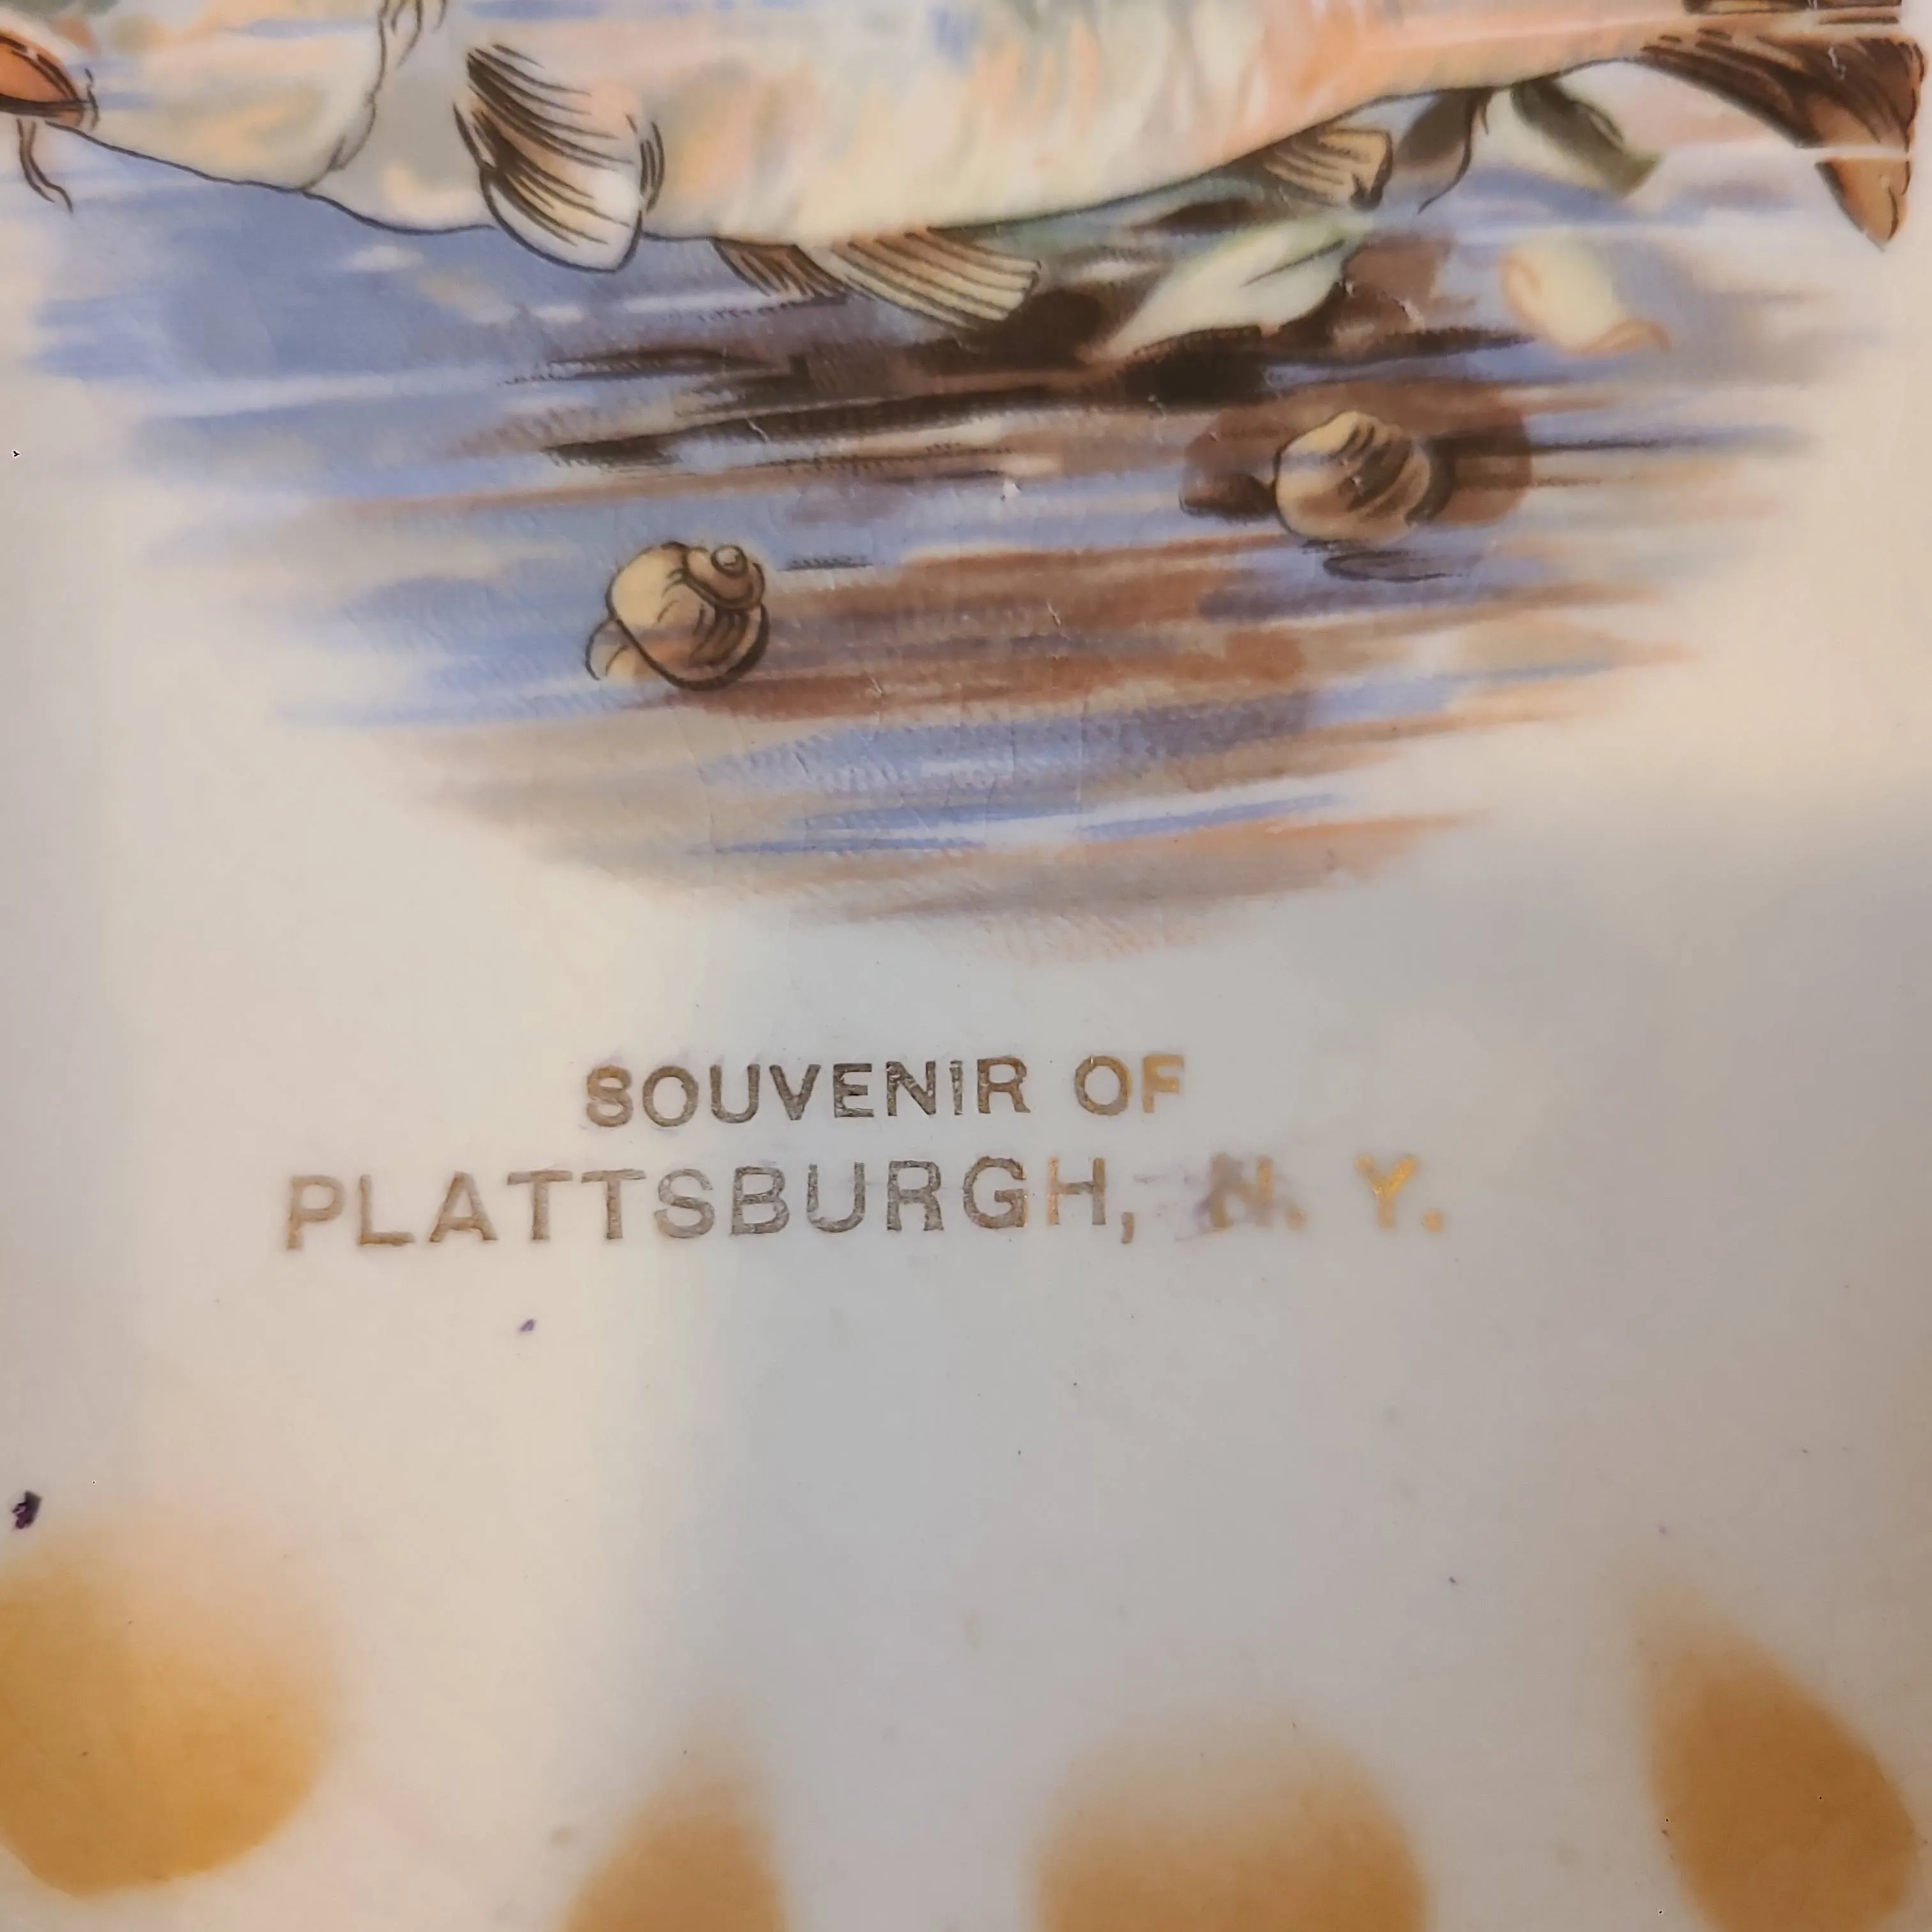 SOUVENIR OF
PLATTSBURGH, N. Y.